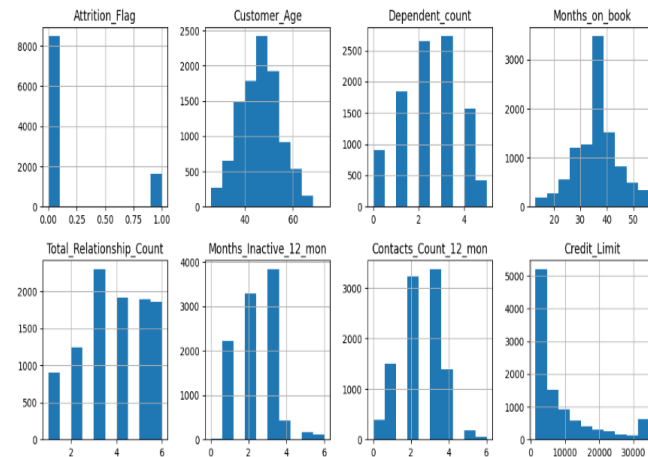 Attrition_Flag Customer_Age Dependent_count Months_on_book
8000 2500 2500 3000
6000 2000 2000
4000 1500 1500 2000
2000 1000 1000 1000
0 500 500 0
0 0
0.00 0.25 0.50 0.75 1.00 40 60 0 2 4 20 30 40 50
Total_Relationship_Count Months_Inactive_12_mon Contacts_Count_12_mon Credit_Limit
2000 4000 3000 5000
1500 3000 2000 4000
1000 2000 1000 3000
500 1000 0 2000
0 0 1000
0
2 4 6 0 2 4 6 0 2 4 6 0 10000 20000 30000